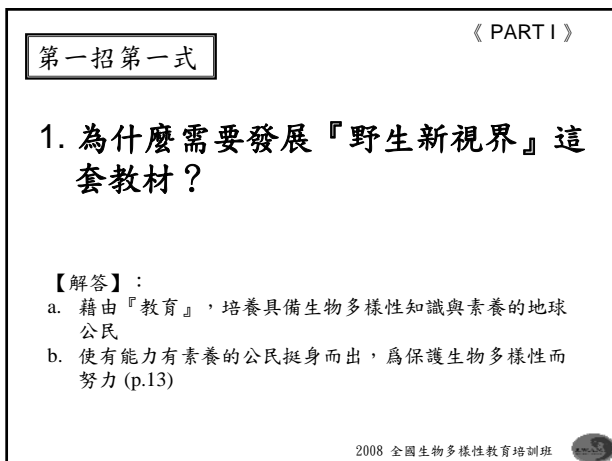 《 PART I 》
第一招第一式
1. 為什麼需要發展『野生新視界』這
套教材？
【解答】：
a. 藉由『教育』，培養具備生物多樣性知識與素養的地球
公民
b. 使有能力有素養的公民挺身而出，為保護生物多樣性而
努力 (p.13)
2008 全國生物多樣性教育培訓班